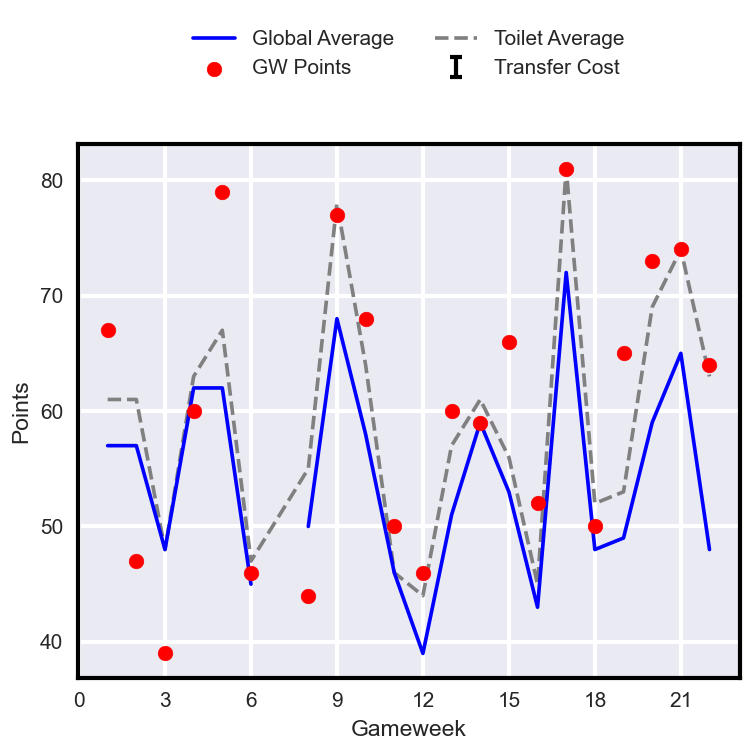 Global Average
Toilet Average
GW Points
Transfer Cost
80
70
60
50
40
Points
0 3 6 9 12 15 18 21
Gameweek